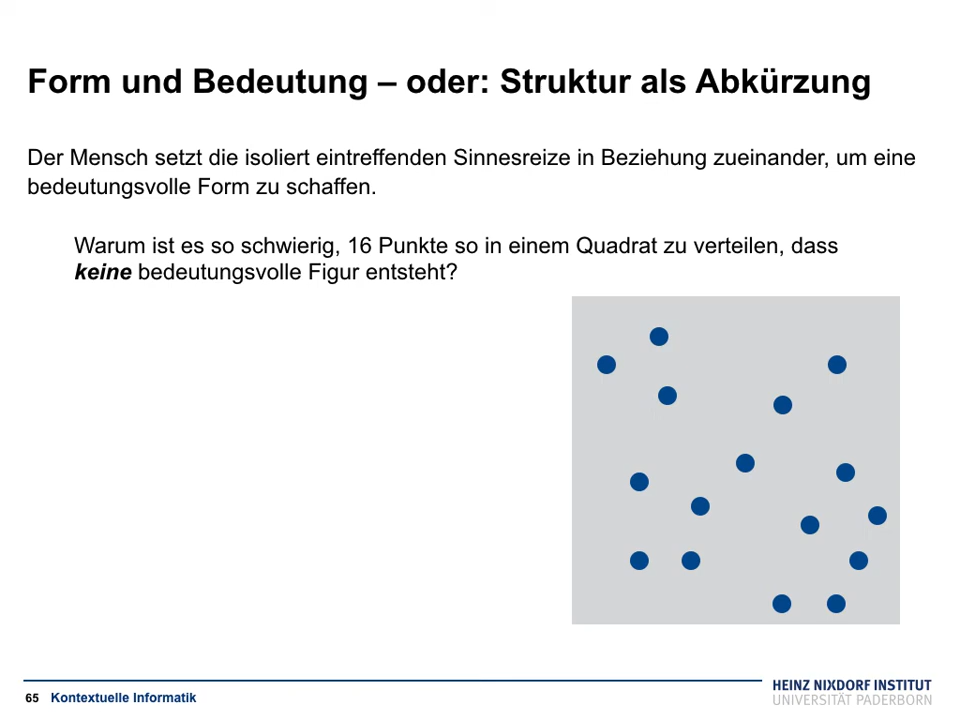 Form und Bedeutung – oder: Struktur als Abkürzung
Der Mensch setzt die isoliert eintreffenden Sinnesreize in Beziehung zueinander, um eine
bedeutungsvolle Form zu schaffen.
Warum ist es so schwierig, 16 Punkte so in einem Quadrat zu verteilen, dass
keine bedeutungsvolle Figur entsteht?
65 Kontextuelle Informatik
HEINZ NIXDORF INSTITUT
UNIVERSITÄT PADERBORN